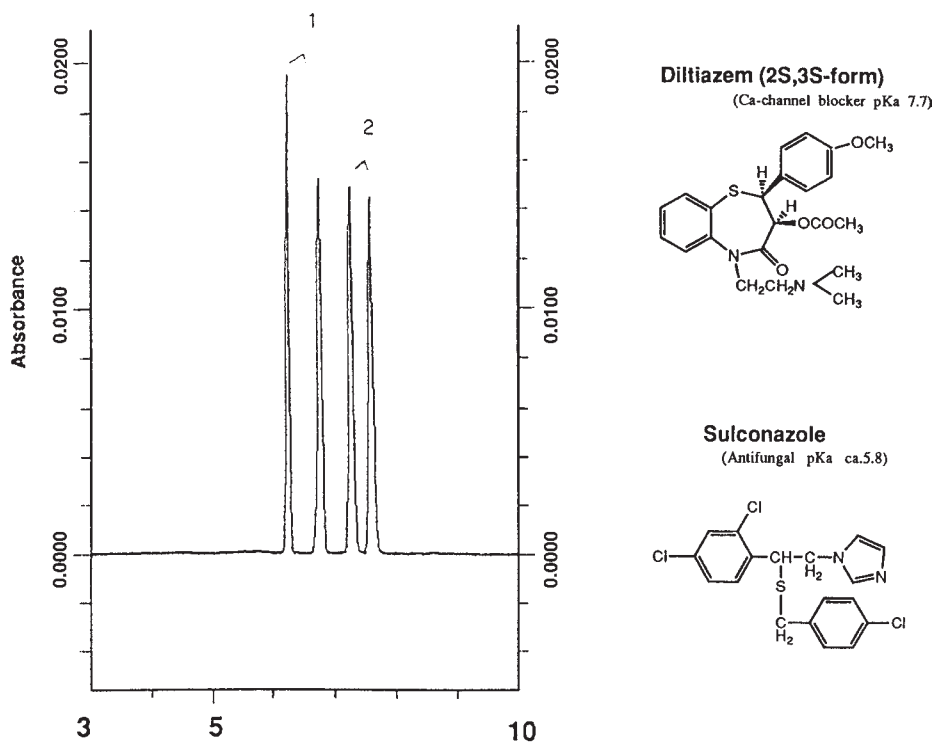 1
2
0.0200
0.0100
0.0000
Absorbance
0.0200
0.0100
0.0000
3
5
10
Diltiazem (2S,3S-form)
(Ca-channel blocker pKa 7.7)
OCH3
H
S
H
OCOCH3
N
O
CH2CH2N
CH3
CH3
Sulconazole
(Antifungal pKa ca.5.8)
Cl
Cl
CH
C
H2
N
N
S
C
H2
Cl